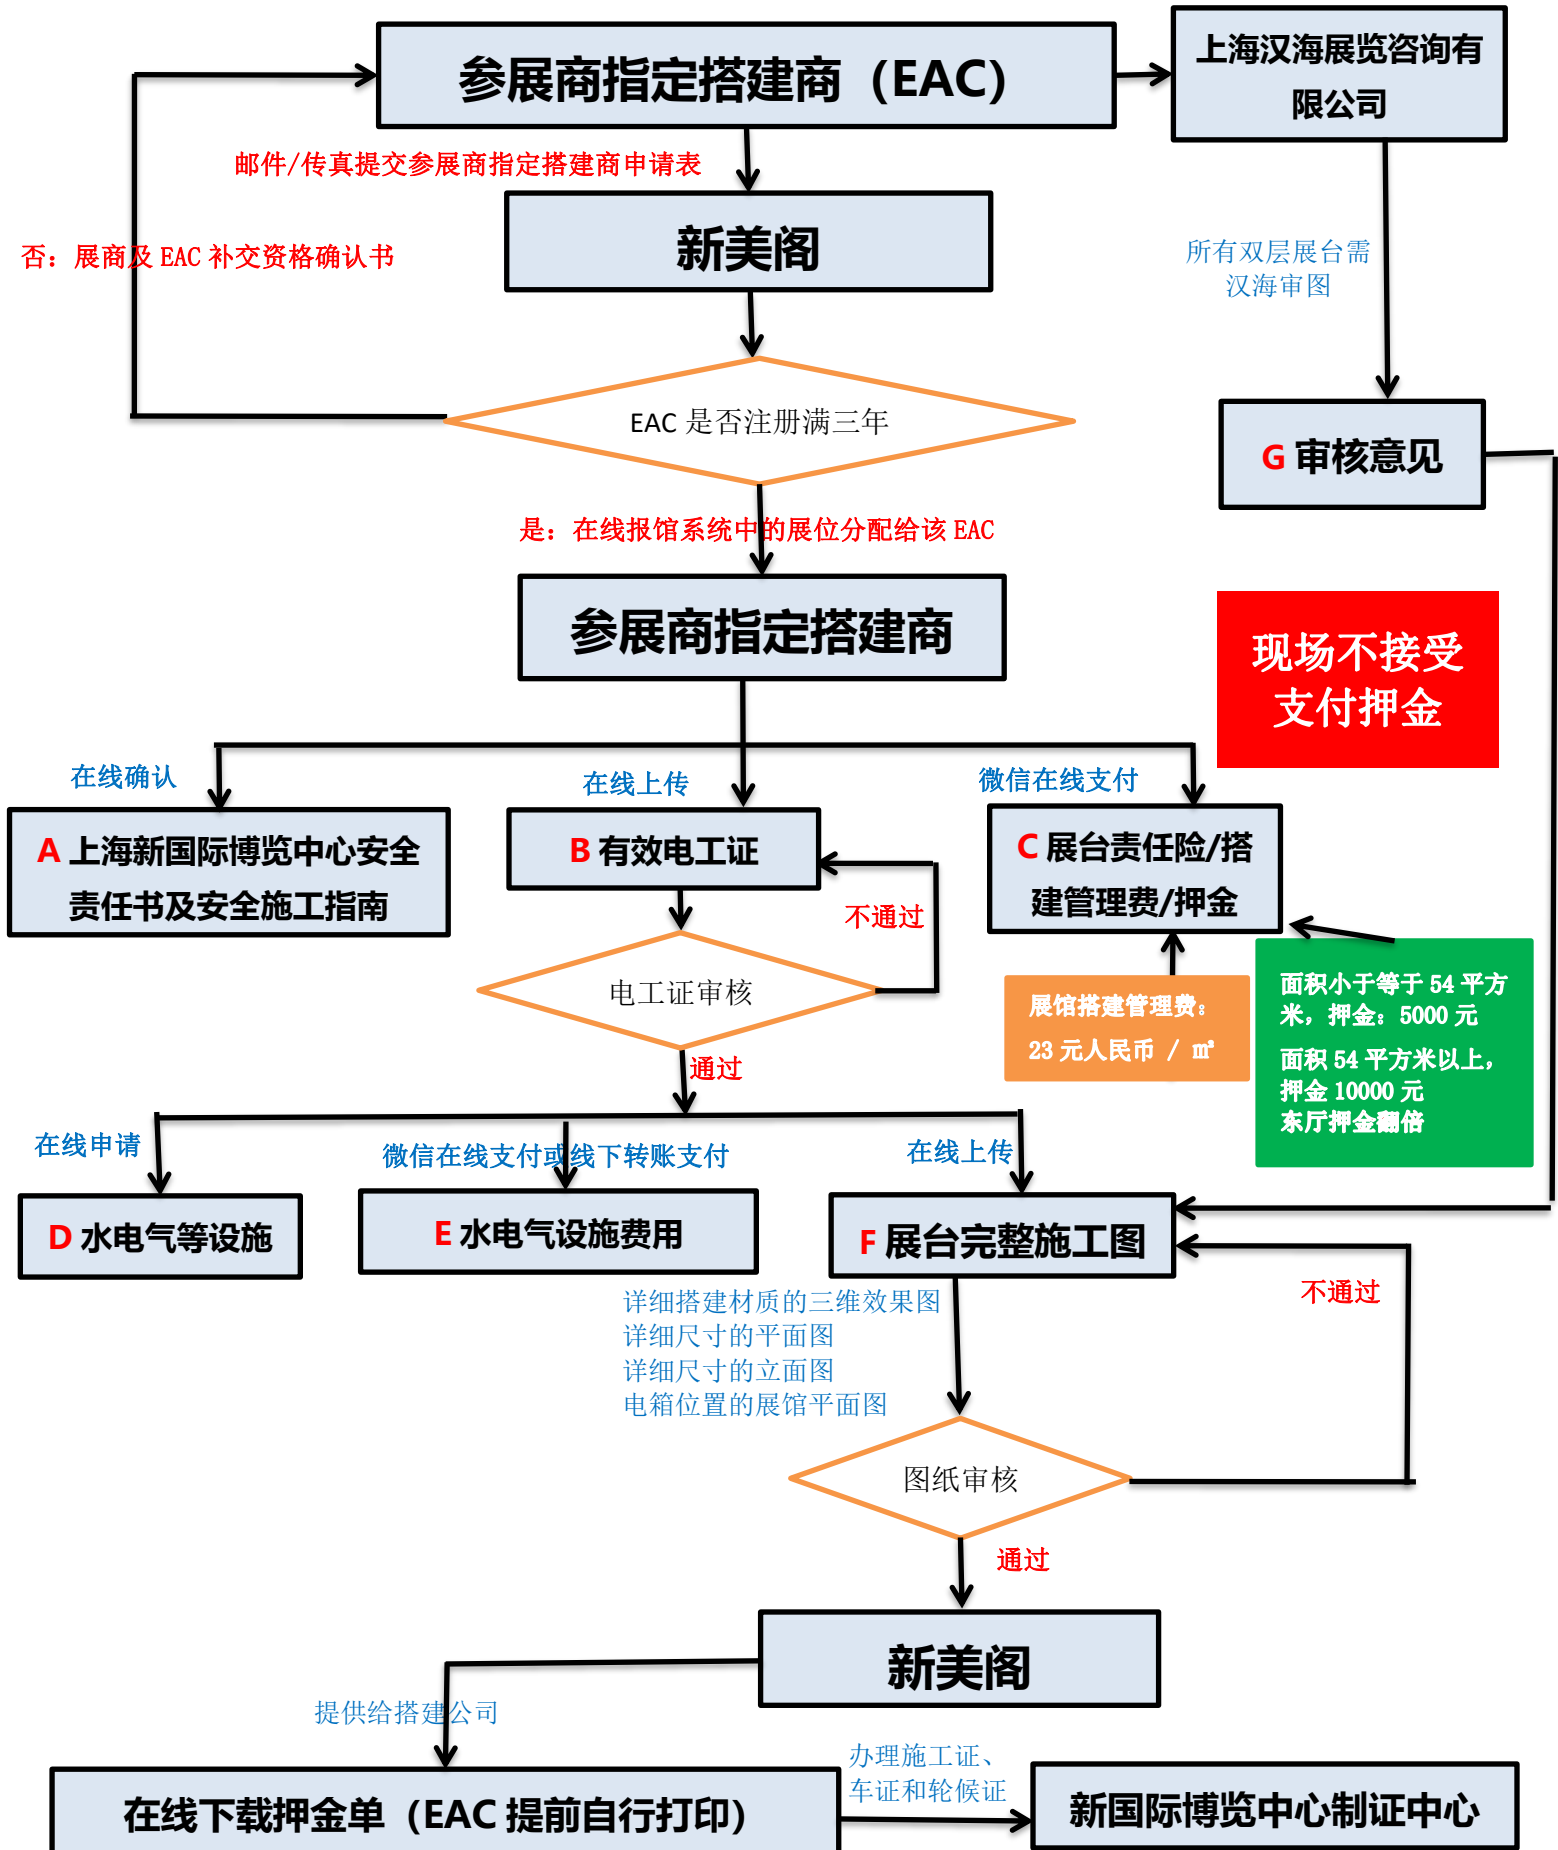 参展商指定搭建商（EAC）
上海汉海展览咨询有
限公司
邮件/传真提交参展商指定搭建商申请表
新美阁
否：展商及 EAC 补交资格确认书
所有双层展台需
汉海审图
EAC 是否注册满三年
G 审核意见
是：在线报馆系统中的展位分配给该 EAC
参展商指定搭建商
现场不接受
支付押金
在线确认
在线上传
微信在线支付
A 上海新国际博览中心安全
责任书及安全施工指南
B 有效电工证
C 展台责任险/搭
建管理费/押金
不通过
电工证审核
展馆搭建管理费：
23 元人民币 / ㎡
面积小于等于 54 平方
米，押金：5000 元
面积 54 平方米以上，
押金 10000 元
东厅押金翻倍
通过
在线申请
微信在线支付或线下转账支付
在线上传
D 水电气等设施
E 水电气设施费用
F 展台完整施工图
不通过
详细搭建材质的三维效果图
详细尺寸的平面图
详细尺寸的立面图
电箱位置的展馆平面图
图纸审核
通过
新美阁
提供给搭建公司
办理施工证、
车证和轮候证
在线下载押金单（EAC 提前自行打印）
新国际博览中心制证中心